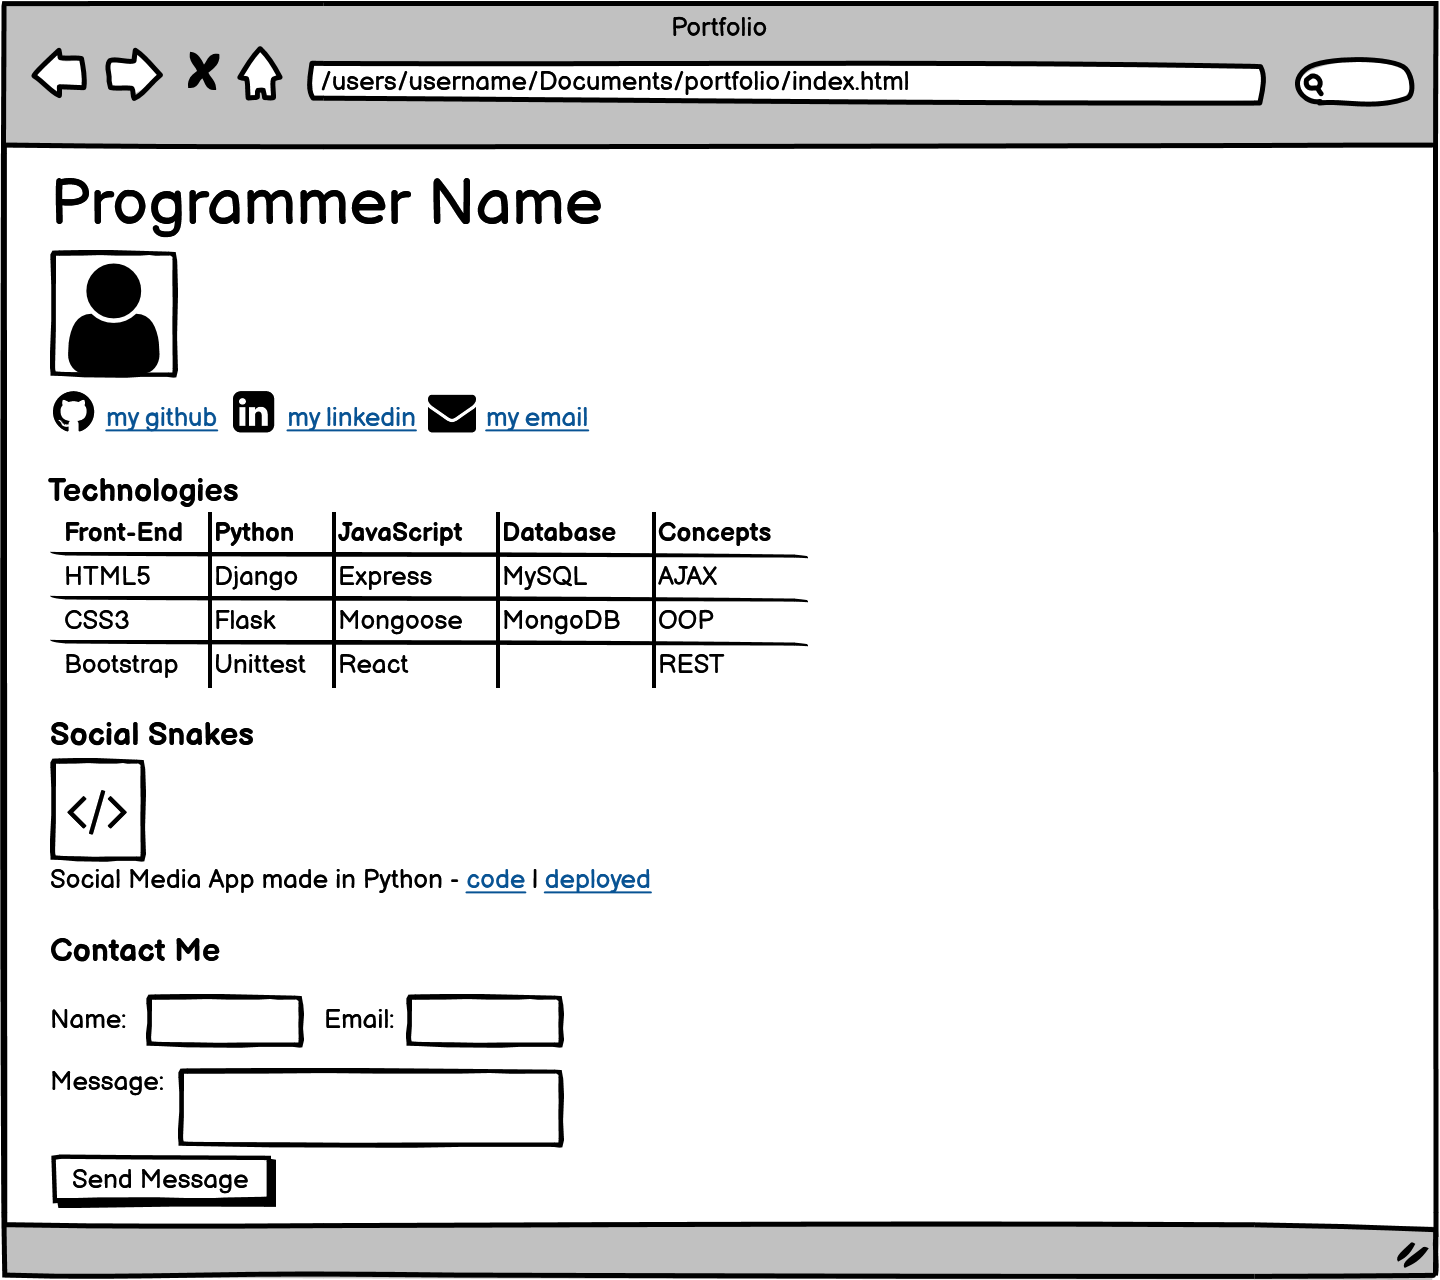 Portfolio
/users/username/Documents/portfolio/index.html
Programmer Name
my github in my linkedin my email
Technologies
Front-End Python JavaScript Database Concepts
HTML5 Django Express MySQL AJAX
CSS3 Flask Mongoose MongoDB OOP
Bootstrap Unittest React REST
Social Snakes
</>
Social Media App made in Python - code | deployed
Contact Me
Name: Email:
Message:
Send Message